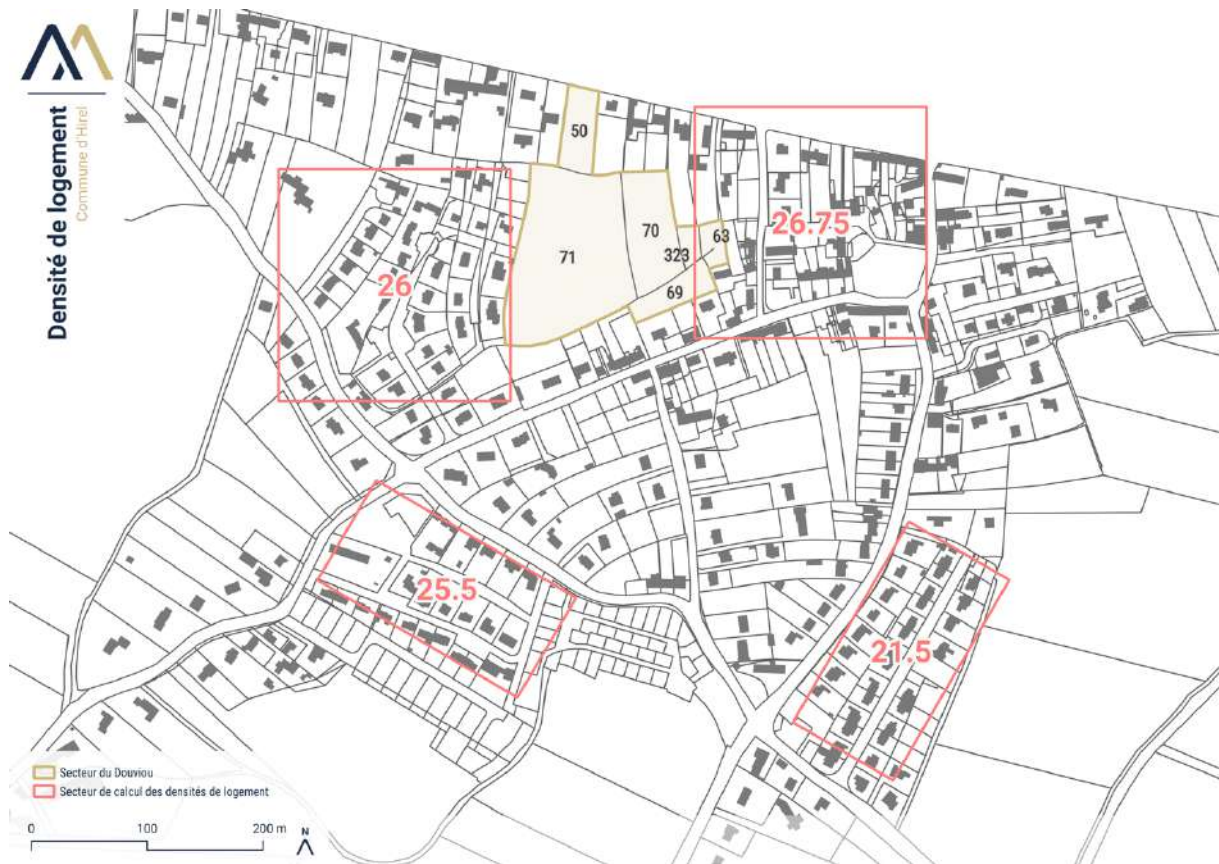 Densité de logement
Commune d'Hirel
50
71
70
323
63
69
26
26.75
25.5
21.5
Secteur du Douviou
Secteur de calcul des densités de logement
0 100 200 m
N